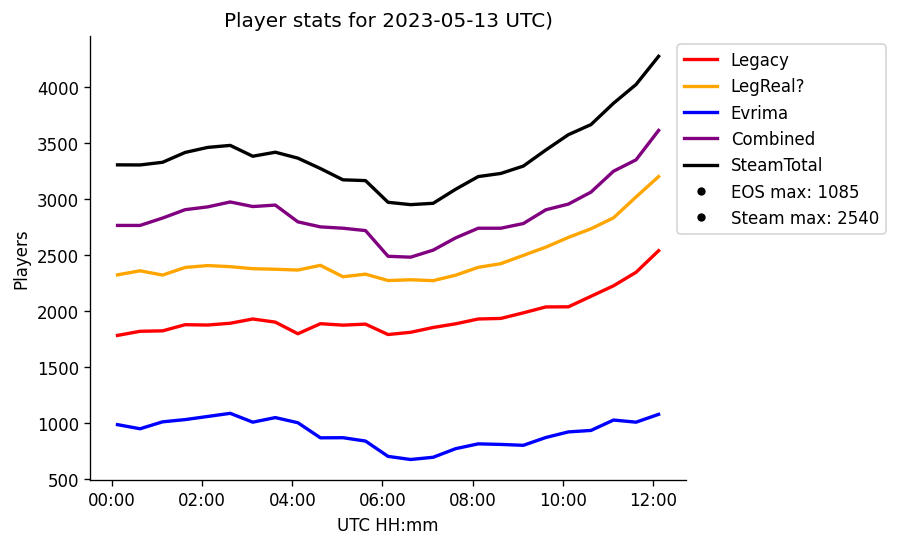 Player stats for 2023-05-13 UTC)
Players
4000
3500
3000
2500
2000
1500
1000
500
00:00 02:00 04:00 06:00 08:00 10:00 12:00
UTC HH:mm
Legacy
LegReal?
Evrima
Combined
SteamTotal
EOS max: 1085
Steam max: 2540